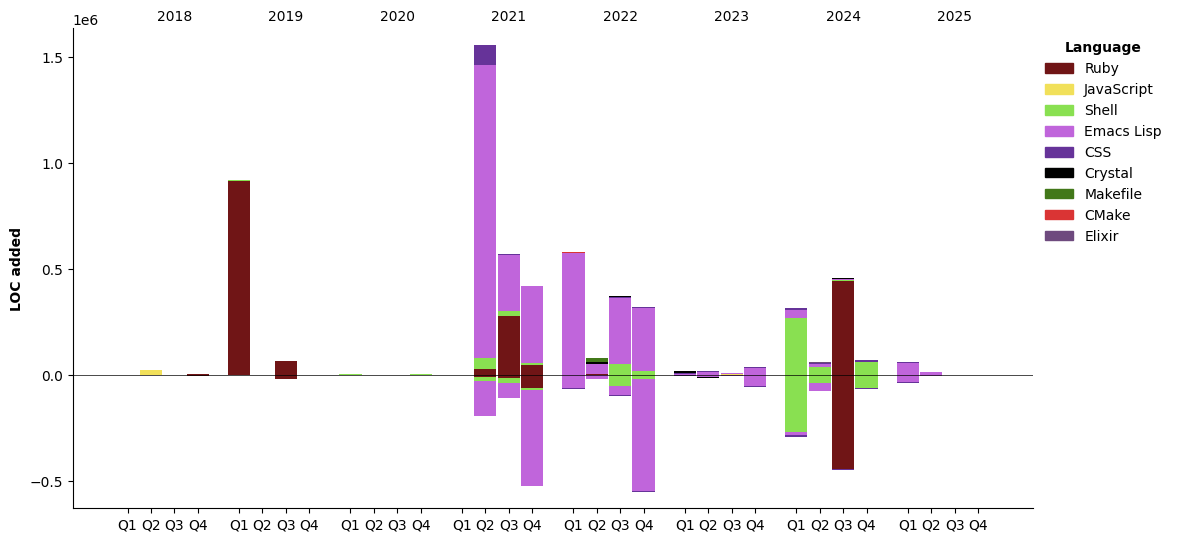 1e6
2018 2019 2020 2021 2022 2023 2024 2025
LOC added
1.5
1.0
0.5
0.0
−0.5
Q1 Q2 Q3 Q4 Q1 Q2 Q3 Q4 Q1 Q2 Q3 Q4 Q1 Q2 Q3 Q4 Q1 Q2 Q3 Q4 Q1 Q2 Q3 Q4 Q1 Q2 Q3 Q4 Q1 Q2 Q3 Q4
Language
Ruby
JavaScript
Shell
Emacs Lisp
CSS
Crystal
Makefile
CMake
Elixir